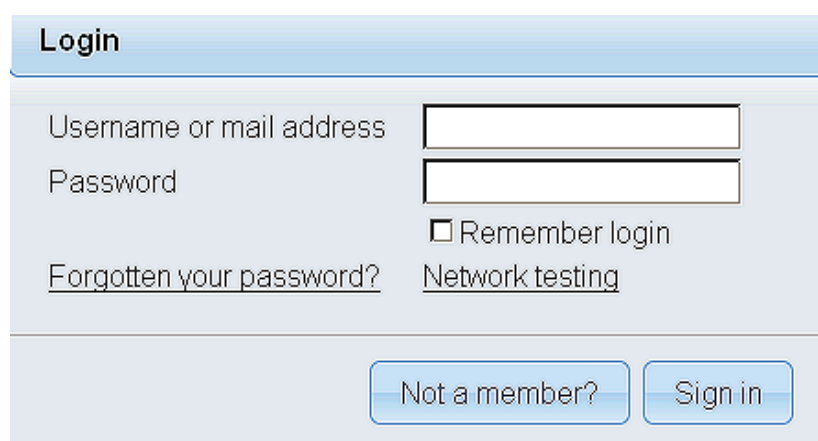 Login
Username or mail address
Password
Remember login
Forgotten your password? Network testing
Not a member? Sign in